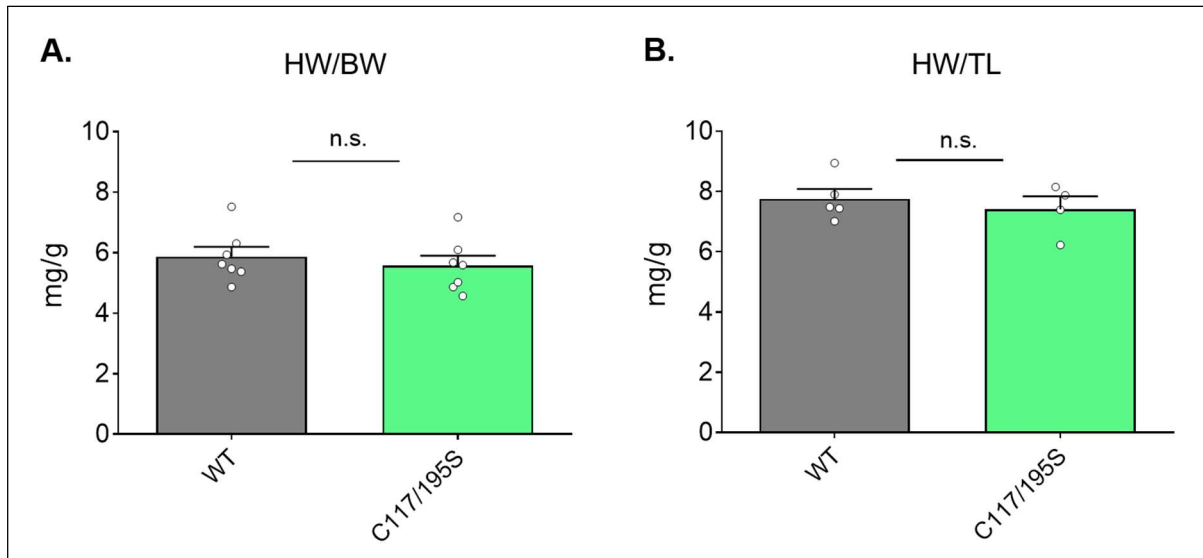 A.
HW/BW
n.s.
mg/g
10
8
6
4
2
0
WT
C117/195S
B.
HW/TL
n.s.
mg/g
10
8
6
4
2
0
WT
C117/195S